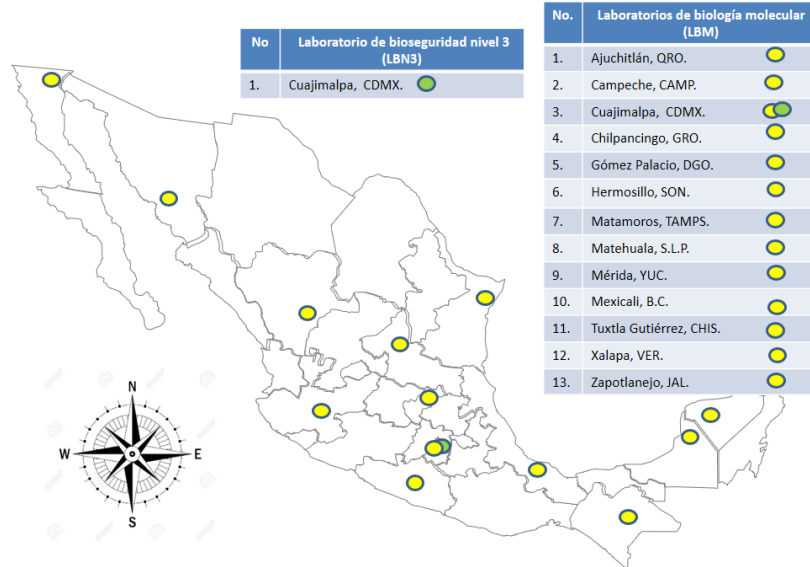 No Laboratorio de bioseguridad nivel 3
(LBN3)
1. Cuajimalpa, CDMX.
No. Laboratorios de biología molecular
(LBM)
1. Ajuchitlán, QRO.
2. Campeche, CAMP.
3. Cuajimalpa, CDMX.
4. Chilpancingo, GRO.
5. Gómez Palacio, DGO.
6. Hermosillo, SON.
7. Matamoros, TAMPS.
8. Matehuala, S.L.P.
9. Mérida, YUC.
10. Mexicali, B.C.
11. Tuxtla Gutiérrez, CHIS.
12. Xalapa, VER.
13. Zapotlanejo, JAL.
N
W E
S